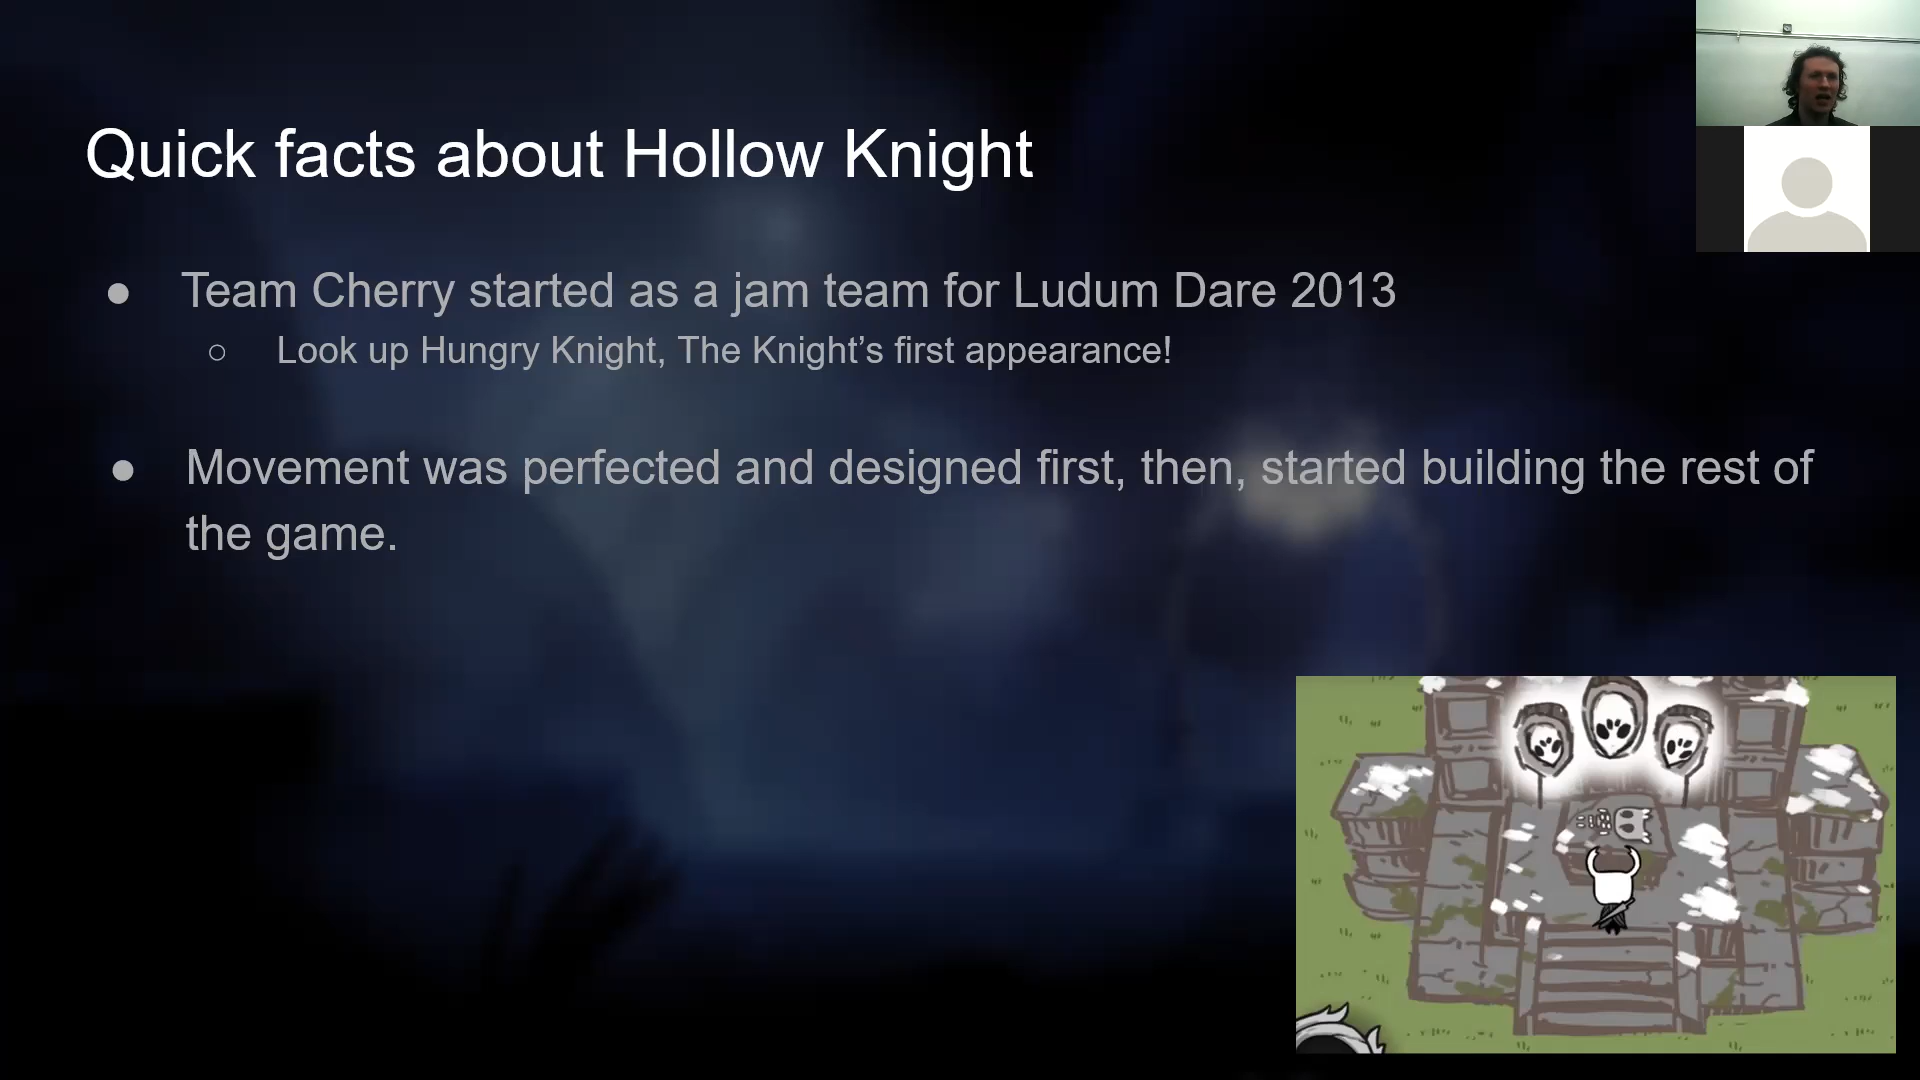 Quick facts about Hollow Knight
● Team Cherry started as a jam team for Ludum Dare 2013
○ Look up Hungry Knight, The Knight’s first appearance!
● Movement was perfected and designed first, then, started building the rest of
the game.